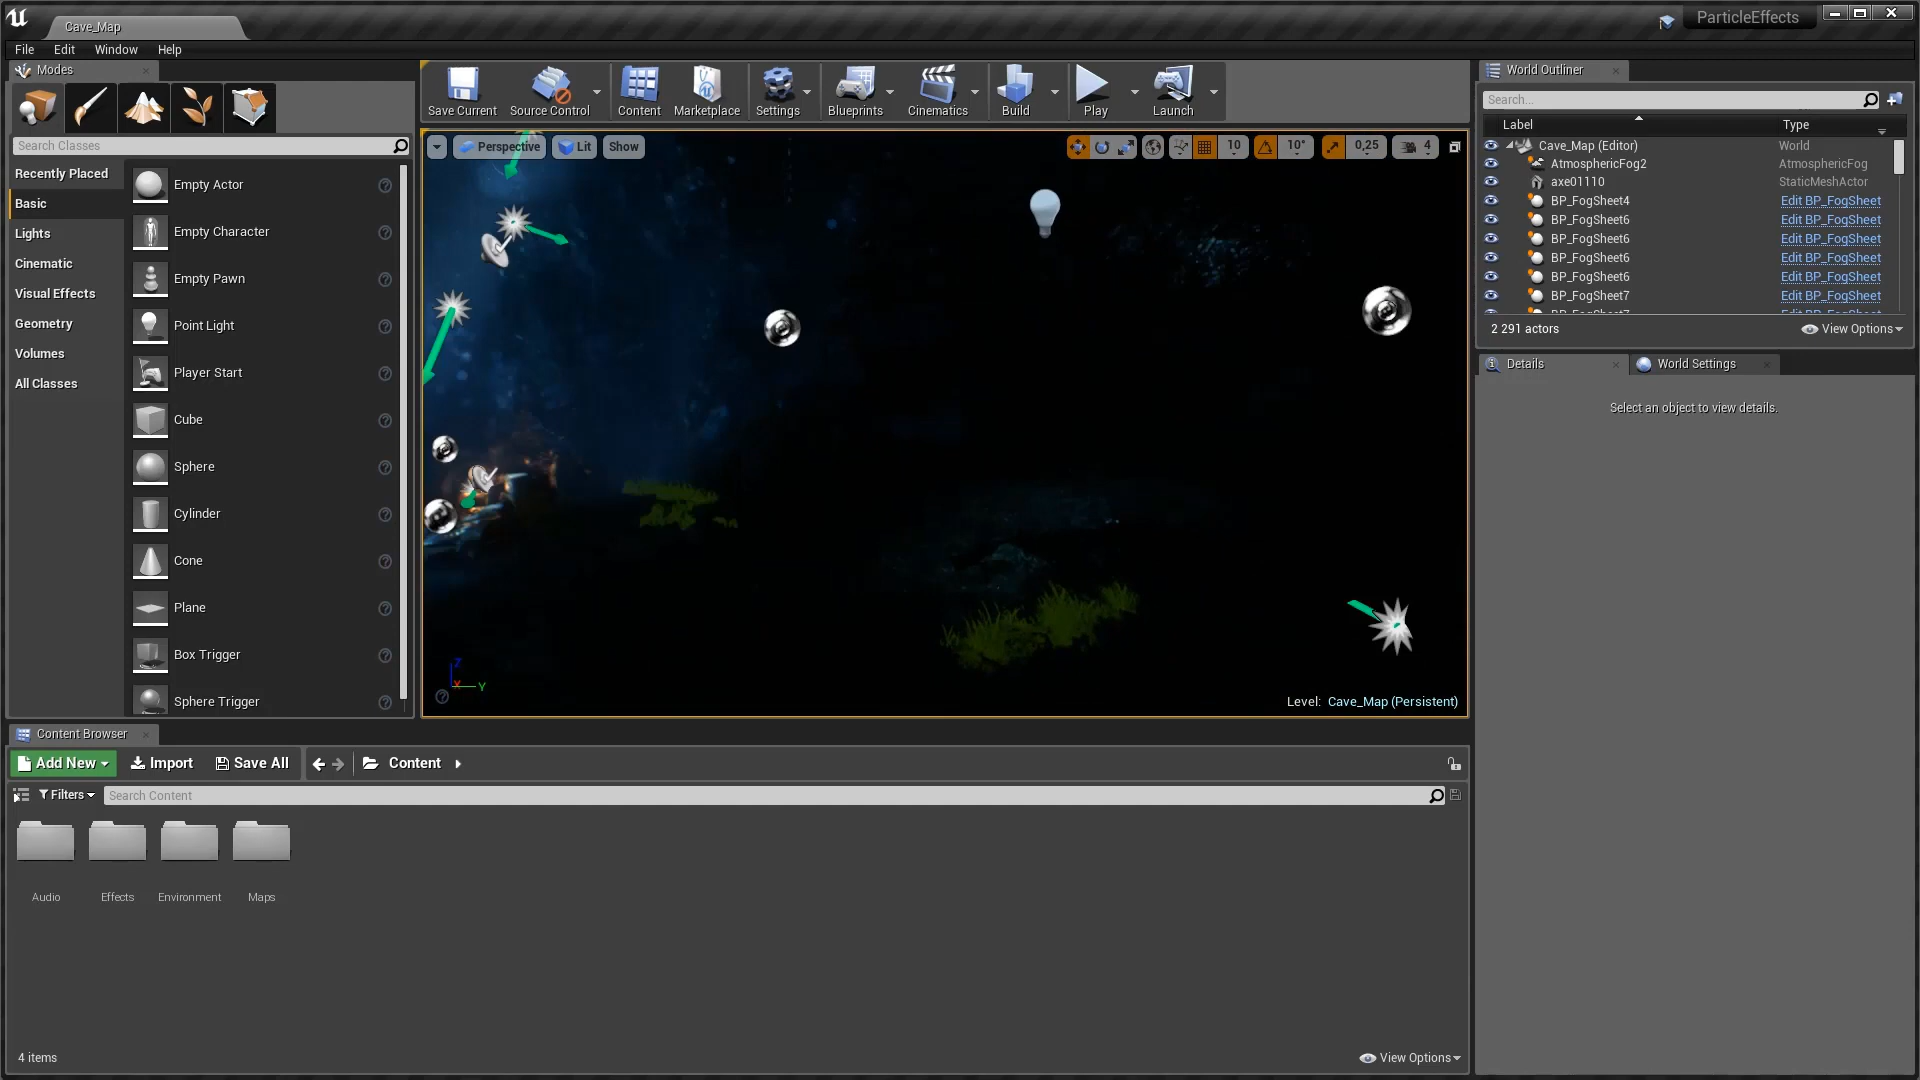 Cave_Map
ParticleEffects
File Edit Window Help
Modes
Search Classes
Recently Placed
Basic
Lights
Cinematic
Visual Effects
Geometry
Volumes
All Classes
Empty Actor
Empty Character
Empty Pawn
Point Light
Player Start
Cube
Sphere
Cylinder
Cone
Plane
Box Trigger
Sphere Trigger
Save Current Source Control Content Marketplace Settings Blueprints Cinematics Build Play Launch
Perspective Lit Show 10 10° 0,25 4
Z
X Y
Level: Cave_Map (Persistent)
World Outliner
Search...
Label Type
Cave_Map (Editor) World
AtmosphericFog2 AtmosphericFog
axe01110 StaticMeshActor
BP_FogSheet4 Edit BP_FogSheet
BP_FogSheet6 Edit BP_FogSheet
BP_FogSheet6 Edit BP_FogSheet
BP_FogSheet6 Edit BP_FogSheet
BP_FogSheet6 Edit BP_FogSheet
BP_FogSheet7 Edit BP_FogSheet
BP_FogSheet7 Edit BP_FogSheet
2 291 actors View Options
Details World Settings
Select an object to view details.
Content Browser
Add New Import Save All Content
Filters Search Content
Audio Effects Environment Maps
4 items View Options